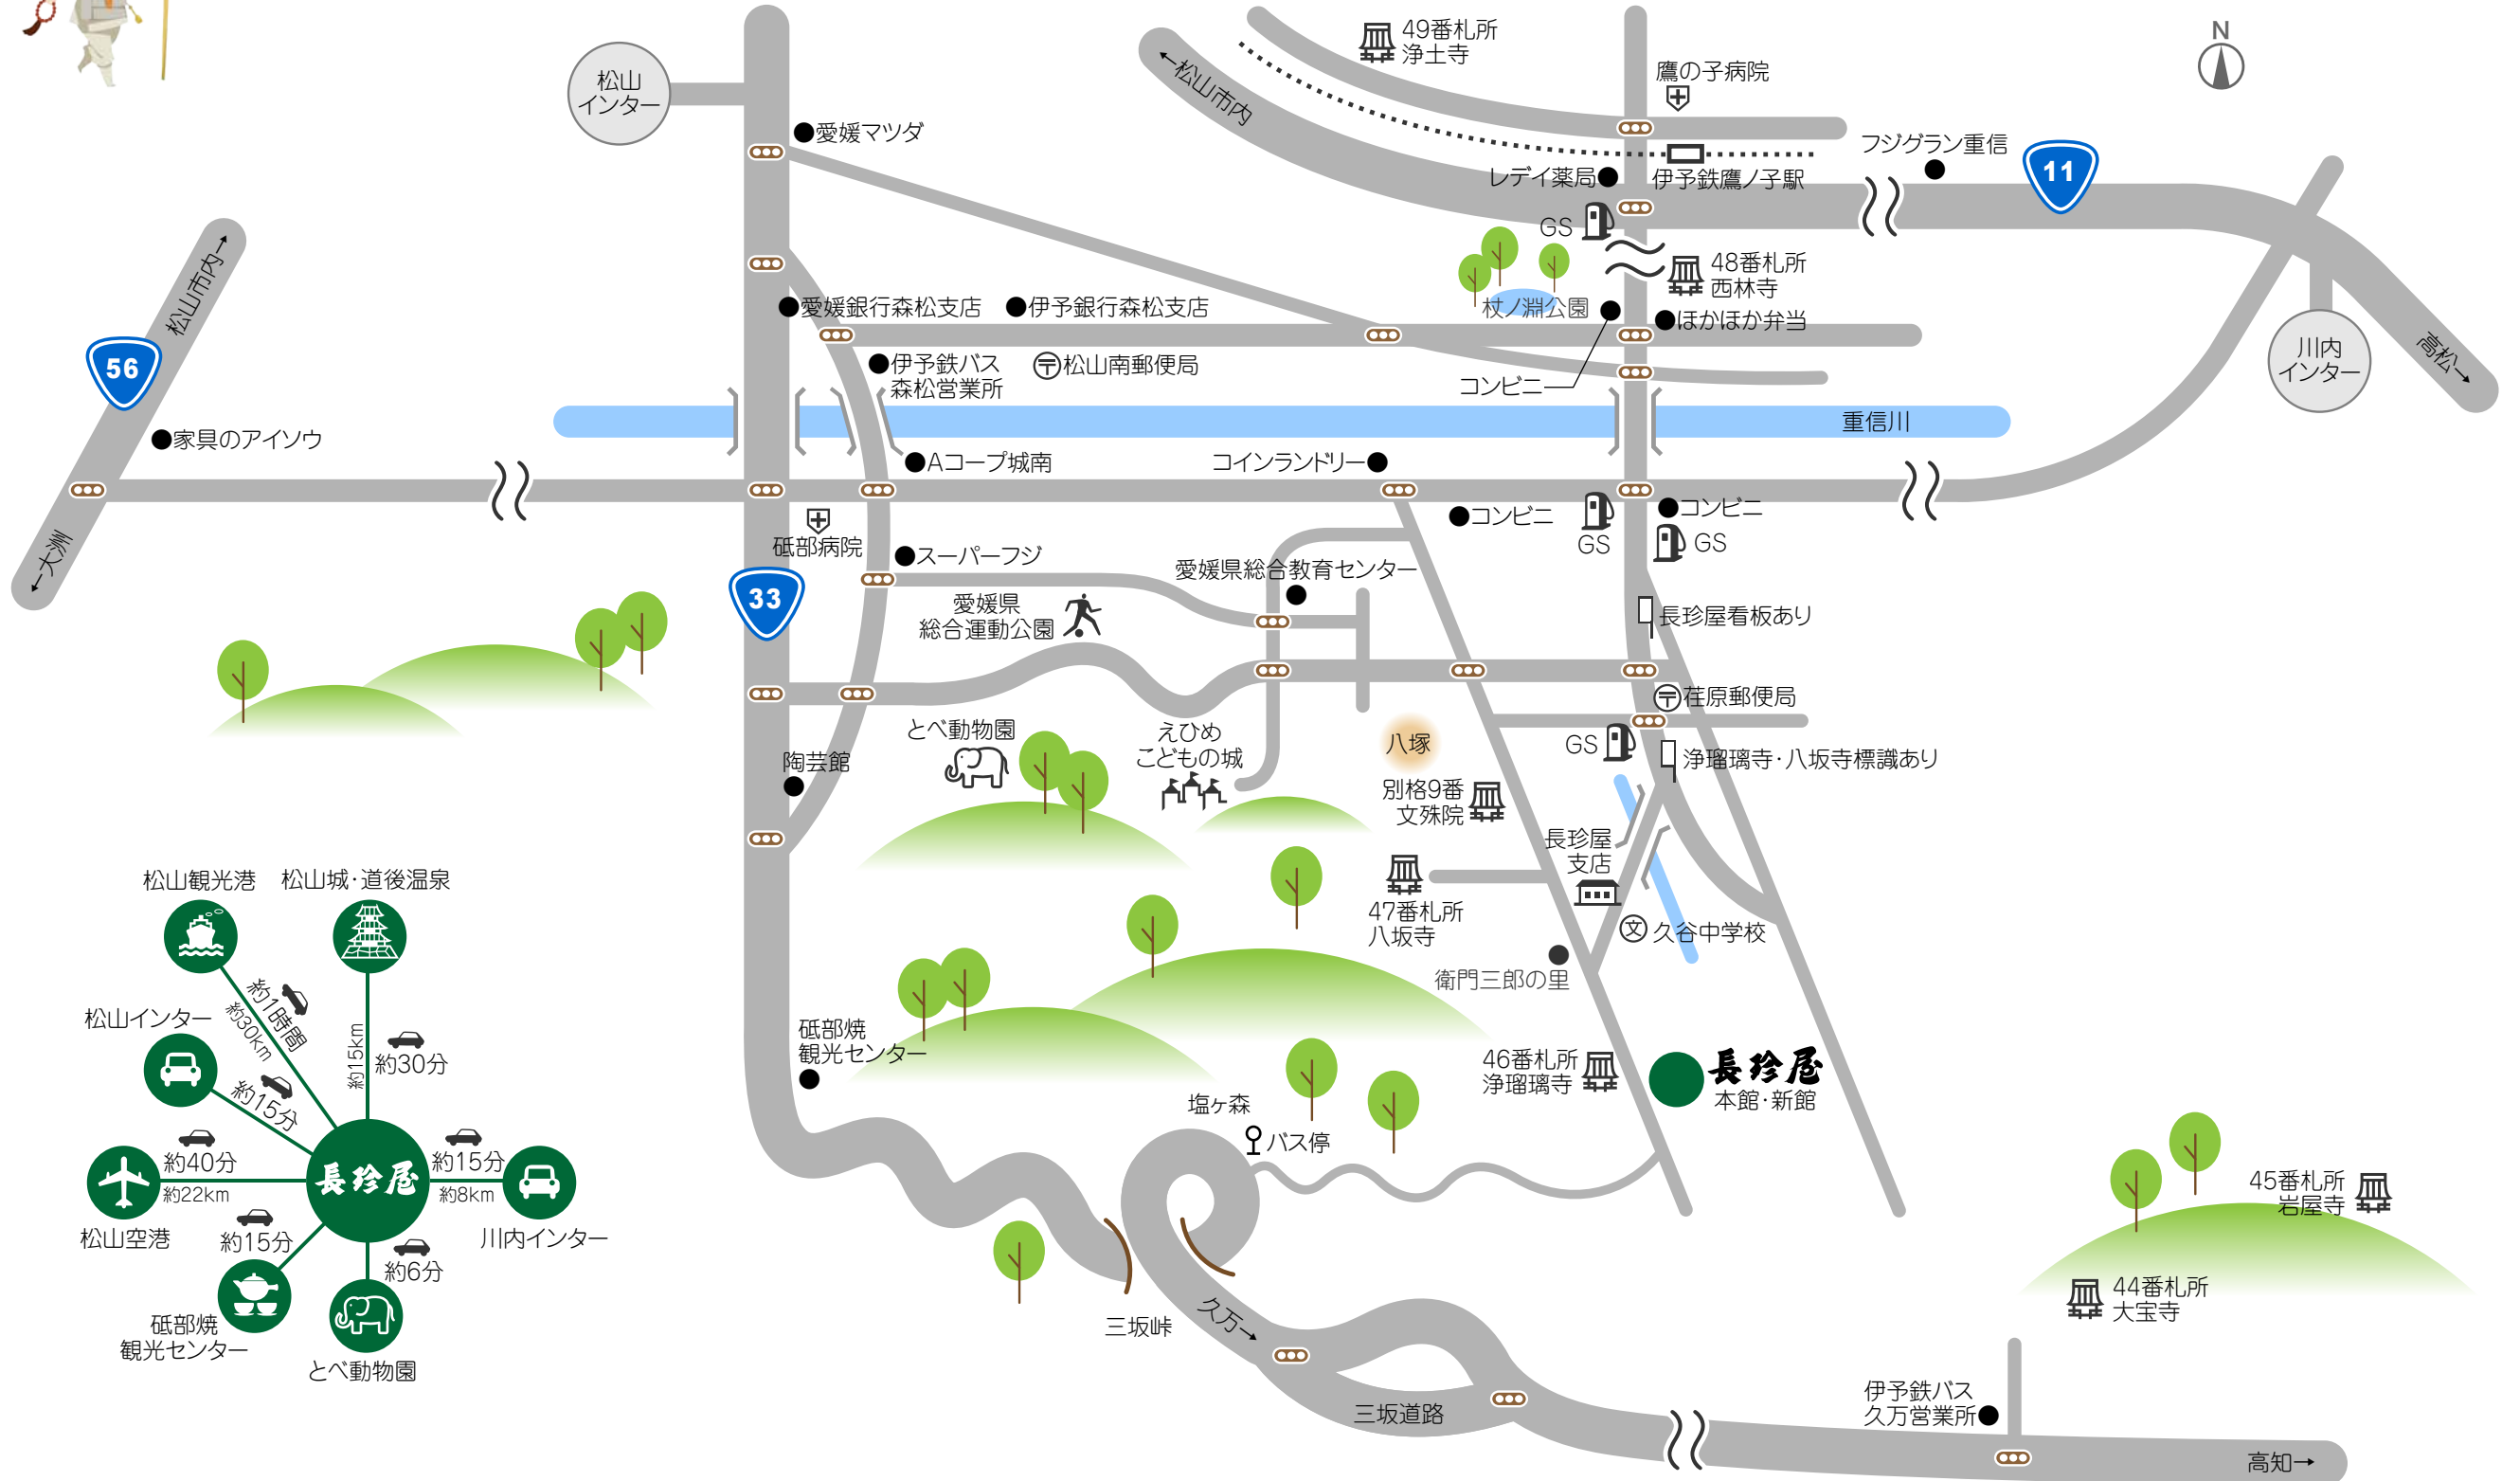 49番札所
浄土寺
N
鷹の子病院
松山
インター
←松山市内
愛媛マツダ
フジグラン重信
レデイ薬局
伊予鉄鷹ノ子駅
11
GS
松山市内→
48番札所
西林寺
愛媛銀行森松支店
伊予銀行森松支店
杖ノ淵公園
ほかほか弁当
56
伊予鉄バス
森松営業所
松山南郵便局
コンビニ
川内
インター
高松→
重信川
家具のアイソウ
Aコープ城南
コインランドリー
←大洲
コンビニ
コンビニ
GS
GS
砥部病院
スーパーフジ
愛媛県総合教育センター
33
愛媛県
総合運動公園
長珍屋看板あり
荏原郵便局
とべ動物園
えひめ
こどもの城
八塚
GS
浄瑠璃寺・八坂寺標識あり
陶芸館
別格9番
文殊院
長珍屋
支店
47番札所
八坂寺
文
久谷中学校
衛門三郎の里
砥部焼
観光センター
46番札所
浄瑠璃寺
長珍屋
本館・新館
塩ヶ森
バス停
45番札所
岩屋寺
44番札所
大宝寺
三坂峠
久万→
三坂道路
伊予鉄バス
久万営業所
高知→
松山観光港
松山城・道後温泉
約1時間
約30km
松山インター
約15km
約30分
約15分
約40分
約22km
長珍屋
約15分
約8km
松山空港
川内インター
約15分
約6分
砥部焼
観光センター
とべ動物園